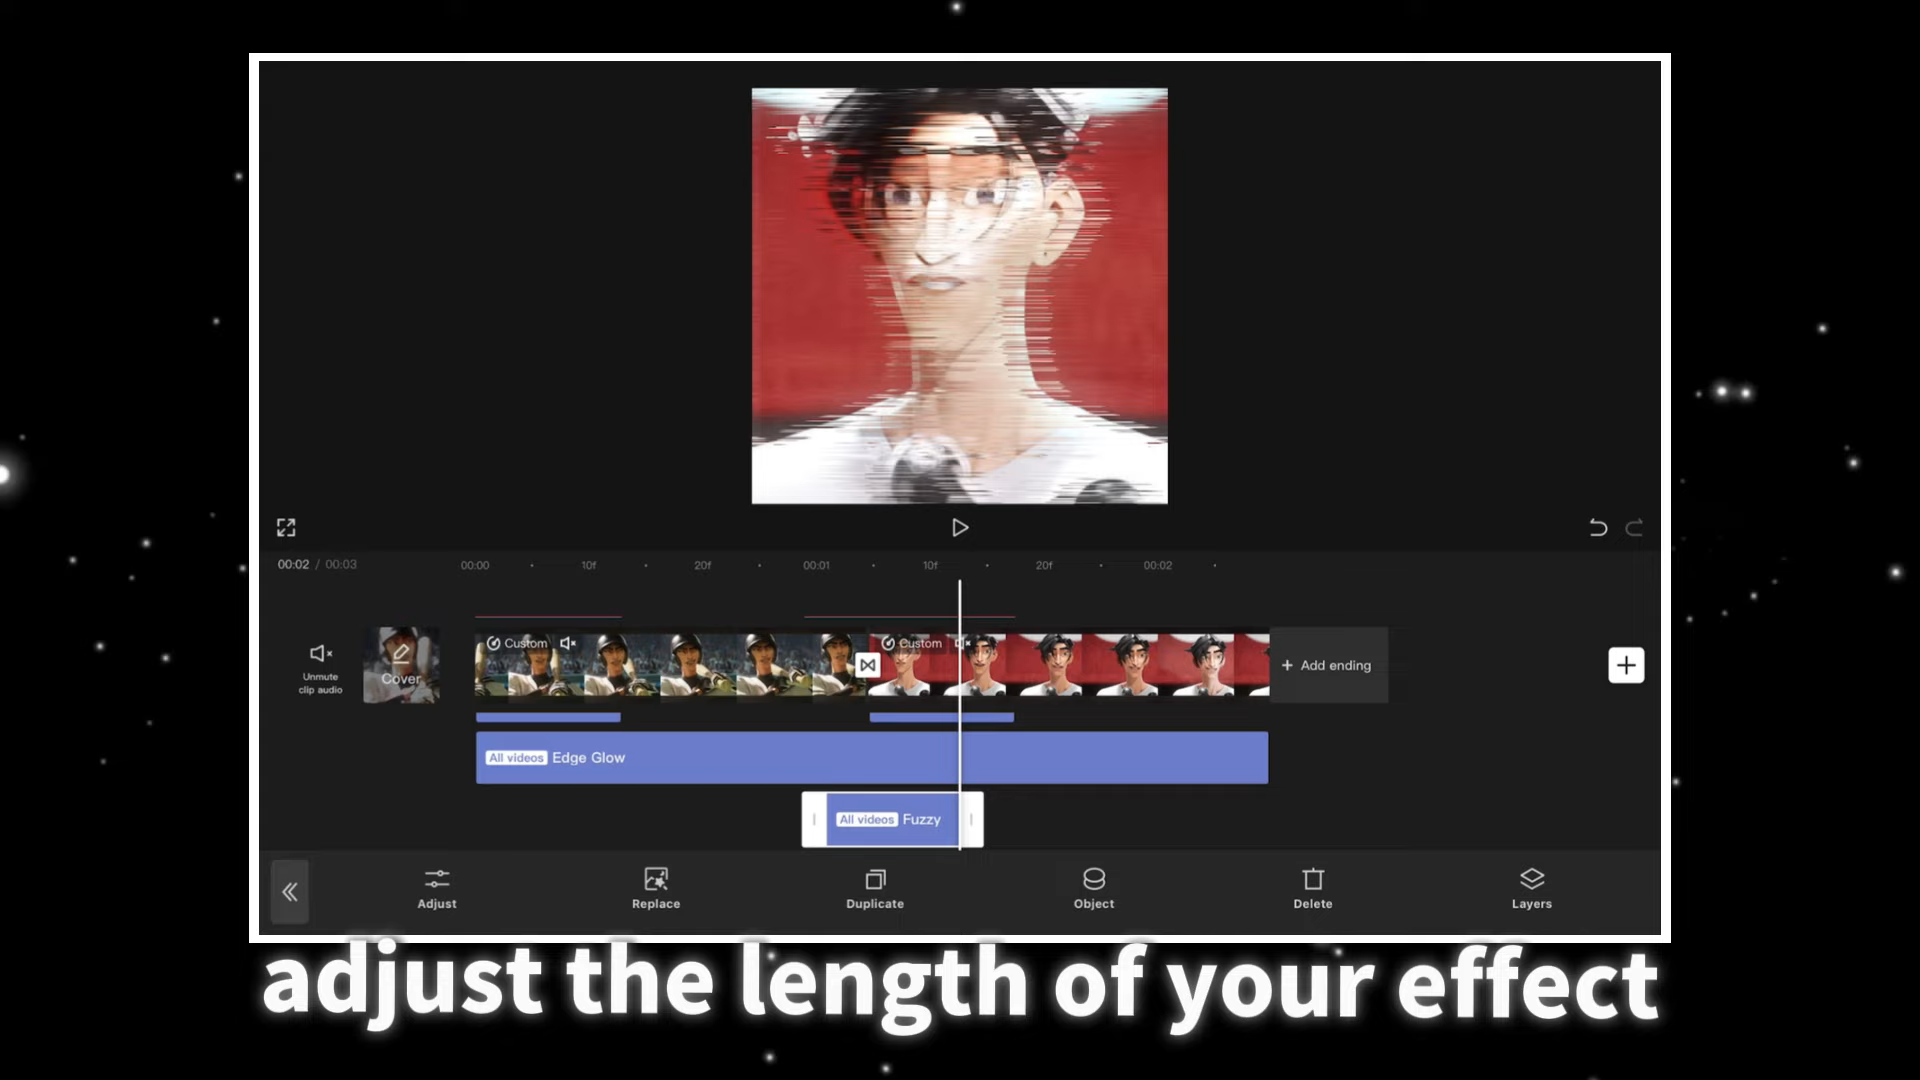 00:02 / 00:03
00:00 10f 20f 00:01 10f 20f 00:02
Custom
Custom
Unmute
clip audio
Cover
+ Add ending
All videos Edge Glow
All videos Fuzzy
Adjust
Replace
Duplicate
Object
Delete
Layers
adjust the length of your effect